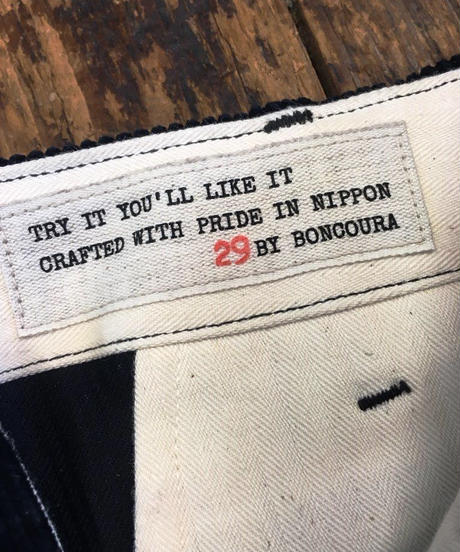 TRY IT YOU'LL LIKE IT
CRAFTED WITH PRIDE IN NIPPON
29 BY BONCOURA